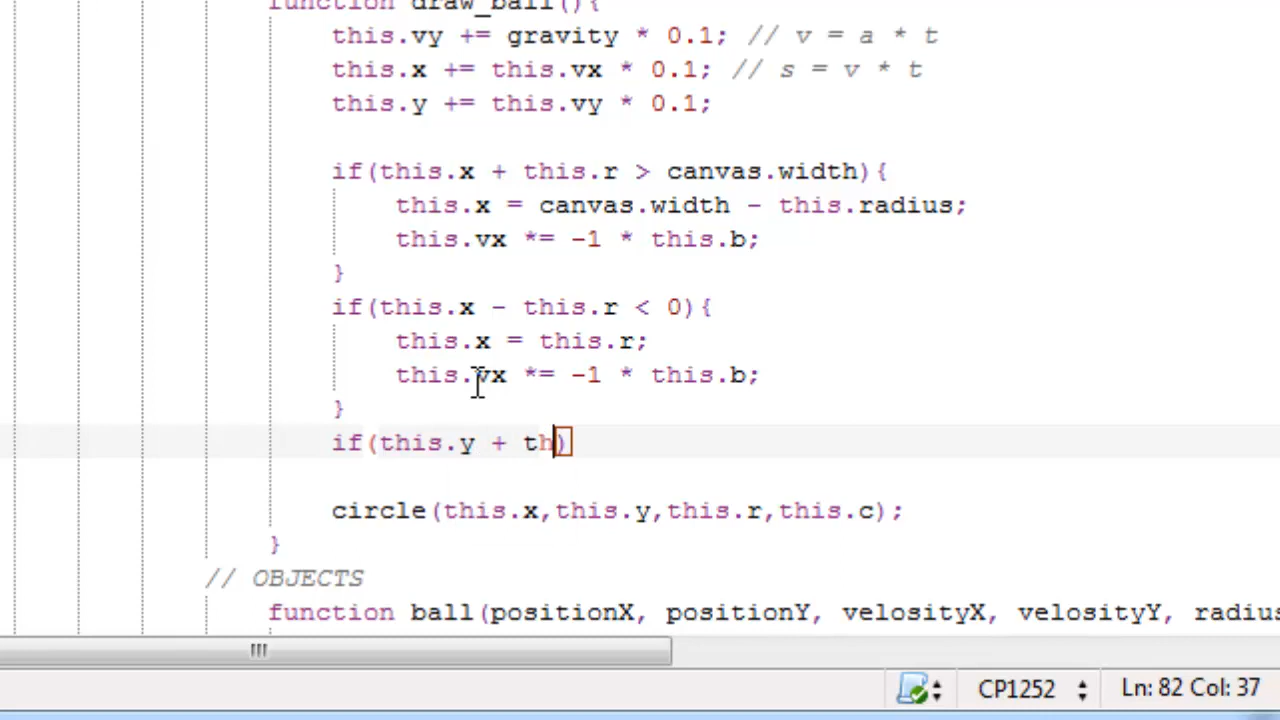 function draw_ball(){
this.vy += gravity * 0.1; // v = a * t
this.x += this.vx * 0.1; // s = v * t
this.y += this.vy * 0.1;
if(this.x + this.r > canvas.width){
this.x = canvas.width - this.radius;
this.vx *= -1 * this.b;
}
if(this.x - this.r < 0){
this.x = this.r;
this.vx *= -1 * this.b;
}
if(this.y + th)
circle(this.x,this.y,this.r,this.c);
}
// OBJECTS
function ball(positionX, positionY, velosityX, velosityY, radius
CP1252 Ln: 82 Col: 37